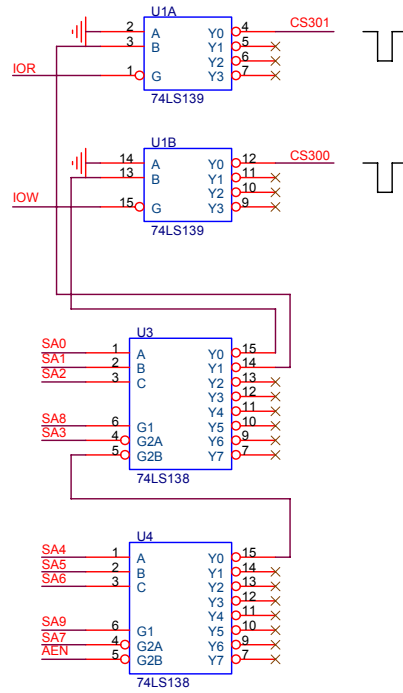 U1A
2 A Y0 4 CS301
3 B Y1 5
Y2 6
IOR 1 G Y3 7
74LS139
U1B
14 A Y0 12 CS300
13 B Y1 11
Y2 10
IOW 15 G Y3 9
74LS139
U3
SA0 1 A Y0 15
SA1 2 B Y1 14
SA2 3 C Y2 13
Y3 12
Y4 11
SA8 6 G1 Y5 10
SA3 4 G2A Y6 9
5 G2B Y7 7
74LS138
U4
SA4 1 A Y0 15
SA5 2 B Y1 14
SA6 3 C Y2 13
Y3 12
Y4 11
SA9 6 G1 Y5 10
SA7 4 G2A Y6 9
AEN 5 G2B Y7 7
74LS138